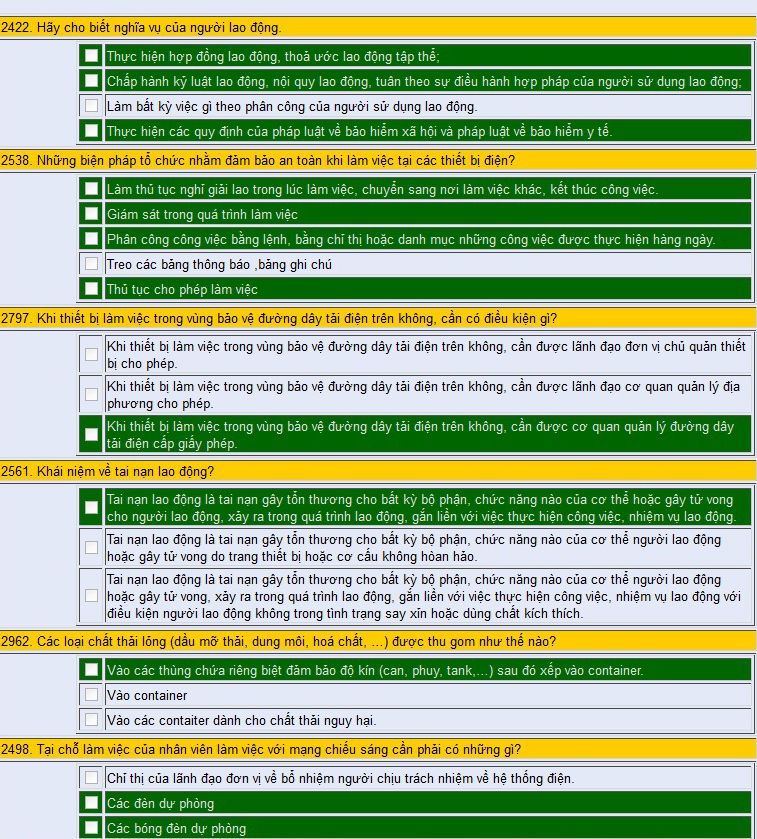 2422. Hãy cho biết nghĩa vụ của người lao động.
Thực hiện hợp đồng lao động, thoả ước lao động tập thể;
Chấp hành kỷ luật lao động, nội quy lao động, tuân theo sự điều hành hợp pháp của người sử dụng lao động;
Làm bất kỳ việc gì theo phân công của người sử dụng lao động.
Thực hiện các quy định của pháp luật về bảo hiểm xã hội và pháp luật về bảo hiểm y tế.
2538. Những biện pháp tổ chức nhằm đảm bảo an toàn khi làm việc tại các thiết bị điện?
Làm thủ tục nghỉ giải lao trong lúc làm việc, chuyển sang nơi làm việc khác, kết thúc công việc.
Giám sát trong quá trình làm việc
Phân công công việc bằng lệnh, bằng chỉ thị hoặc danh mục những công việc được thực hiện hàng ngày.
Treo các bảng thông báo ,bảng ghi chú
Thủ tục cho phép làm việc
2797. Khi thiết bị làm việc trong vùng bảo vệ đường dây tải điện trên không, cần có điều kiện gì?
Khi thiết bị làm việc trong vùng bảo vệ đường dây tải điện trên không, cần được lãnh đạo đơn vị chủ quản thiết
bị cho phép.
Khi thiết bị làm việc trong vùng bảo vệ đường dây tải điện trên không, cần được lãnh đạo cơ quan quản lý địa
phương cho phép.
Khi thiết bị làm việc trong vùng bảo vệ đường dây tải điện trên không, cần được cơ quan quản lý đường dây
tải điện cấp giấy phép.
2561. Khái niệm về tai nạn lao động?
Tai nạn lao động là tai nạn gây tổn thương cho bất kỳ bộ phận, chức năng nào của cơ thể hoặc gây tử vong
cho người lao động, xảy ra trong quá trình lao động, gắn liền với việc thực hiện công việc, nhiệm vụ lao động.
Tai nạn lao động là tai nạn gây tổn thương cho bất kỳ bộ phận, chức năng nào của cơ thể người lao động
hoặc gây tử vong do trang thiết bị hoặc cơ cấu không hòan hảo.
Tai nạn lao động là tai nạn gây tổn thương cho bất kỳ bộ phận, chức năng nào của cơ thể người lao động
hoặc gây tử vong, xảy ra trong quá trình lao động, gắn liền với việc thực hiện công việc, nhiệm vụ lao động với
điều kiện người lao động không trong tình trạng say xỉn hoặc dùng chất kích thích.
2962. Các loại chất thải lỏng (dầu mỡ thải, dung môi, hoá chất, ...) được thu gom như thế nào?
Vào các thùng chứa riêng biệt đảm bảo độ kín (can, phuy, tank,...) sau đó xếp vào container.
Vào container
Vào các contaiter dành cho chất thải nguy hại.
2498. Tại chỗ làm việc của nhân viên làm việc với mạng chiếu sáng cần phải có những gì?
Chỉ thị của lãnh đạo đơn vị về bổ nhiệm người chịu trách nhiệm về hệ thống điện.
Các đèn dự phòng
Các bóng đèn dự phòng